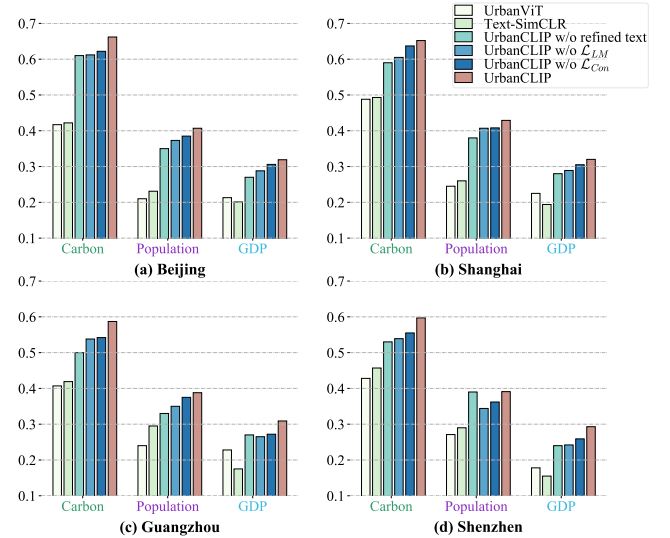 UrbanViT
Text-SimCLR
UrbanCLIP w/o refined text
UrbanCLIP w/o ℒ_LM
UrbanCLIP w/o ℒ_Con
UrbanCLIP
0.7
0.6
0.5
0.4
0.3
0.2
0.1
Carbon Population GDP
(a) Beijing
0.7
0.6
0.5
0.4
0.3
0.2
0.1
Carbon Population GDP
(b) Shanghai
0.7
0.6
0.5
0.4
0.3
0.2
0.1
Carbon Population GDP
(c) Guangzhou
0.7
0.6
0.5
0.4
0.3
0.2
0.1
Carbon Population GDP
(d) Shenzhen